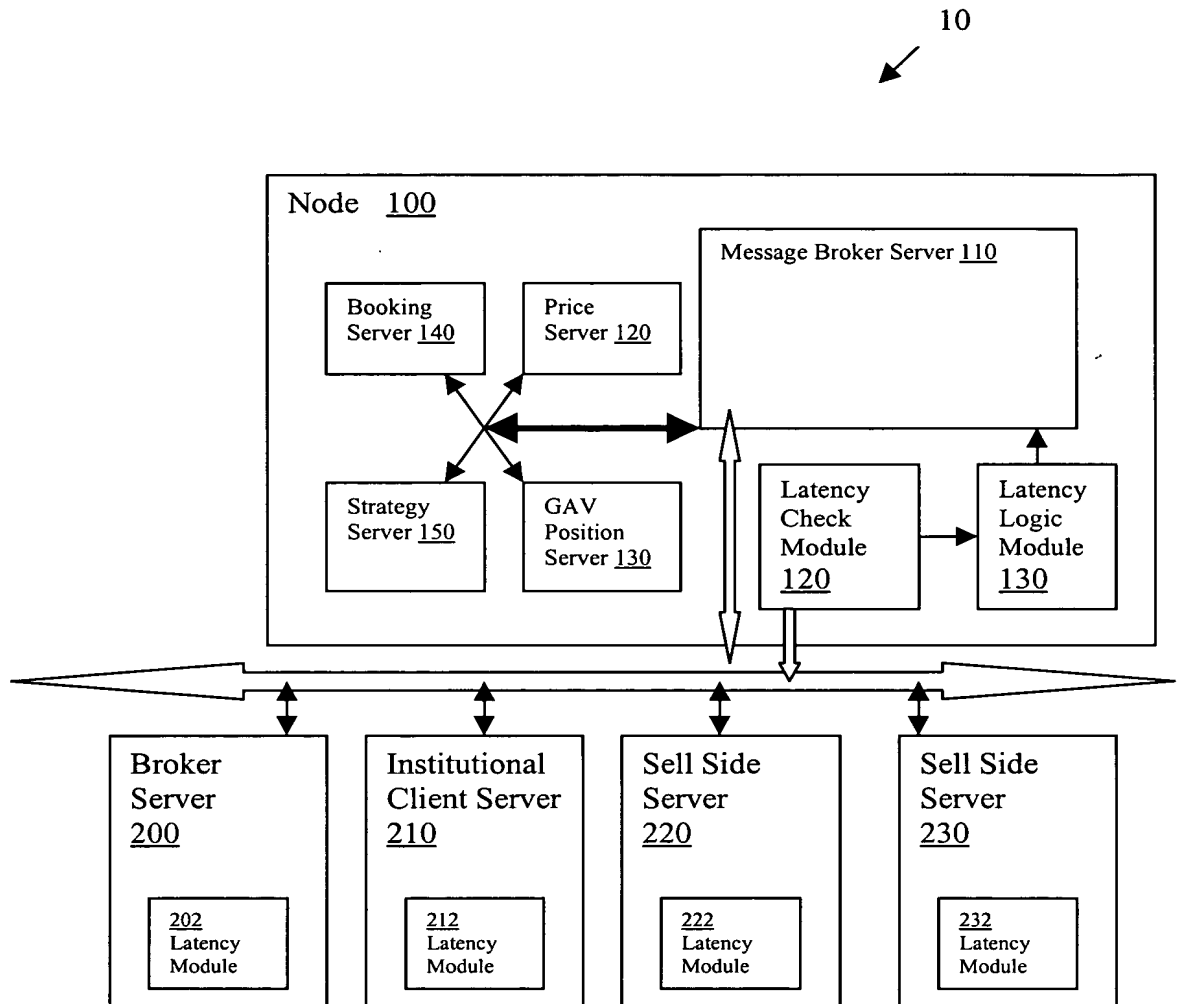 10
Node 100
Message Broker Server 110
Booking
Server 140
Price
Server 120
Strategy
Server 150
GAV
Position
Server 130
Latency
Check
Module
120
Latency
Logic
Module
130
Broker
Server
200
202
Latency
Module
Institutional
Client Server
210
212
Latency
Module
Sell Side
Server
220
222
Latency
Module
Sell Side
Server
230
232
Latency
Module